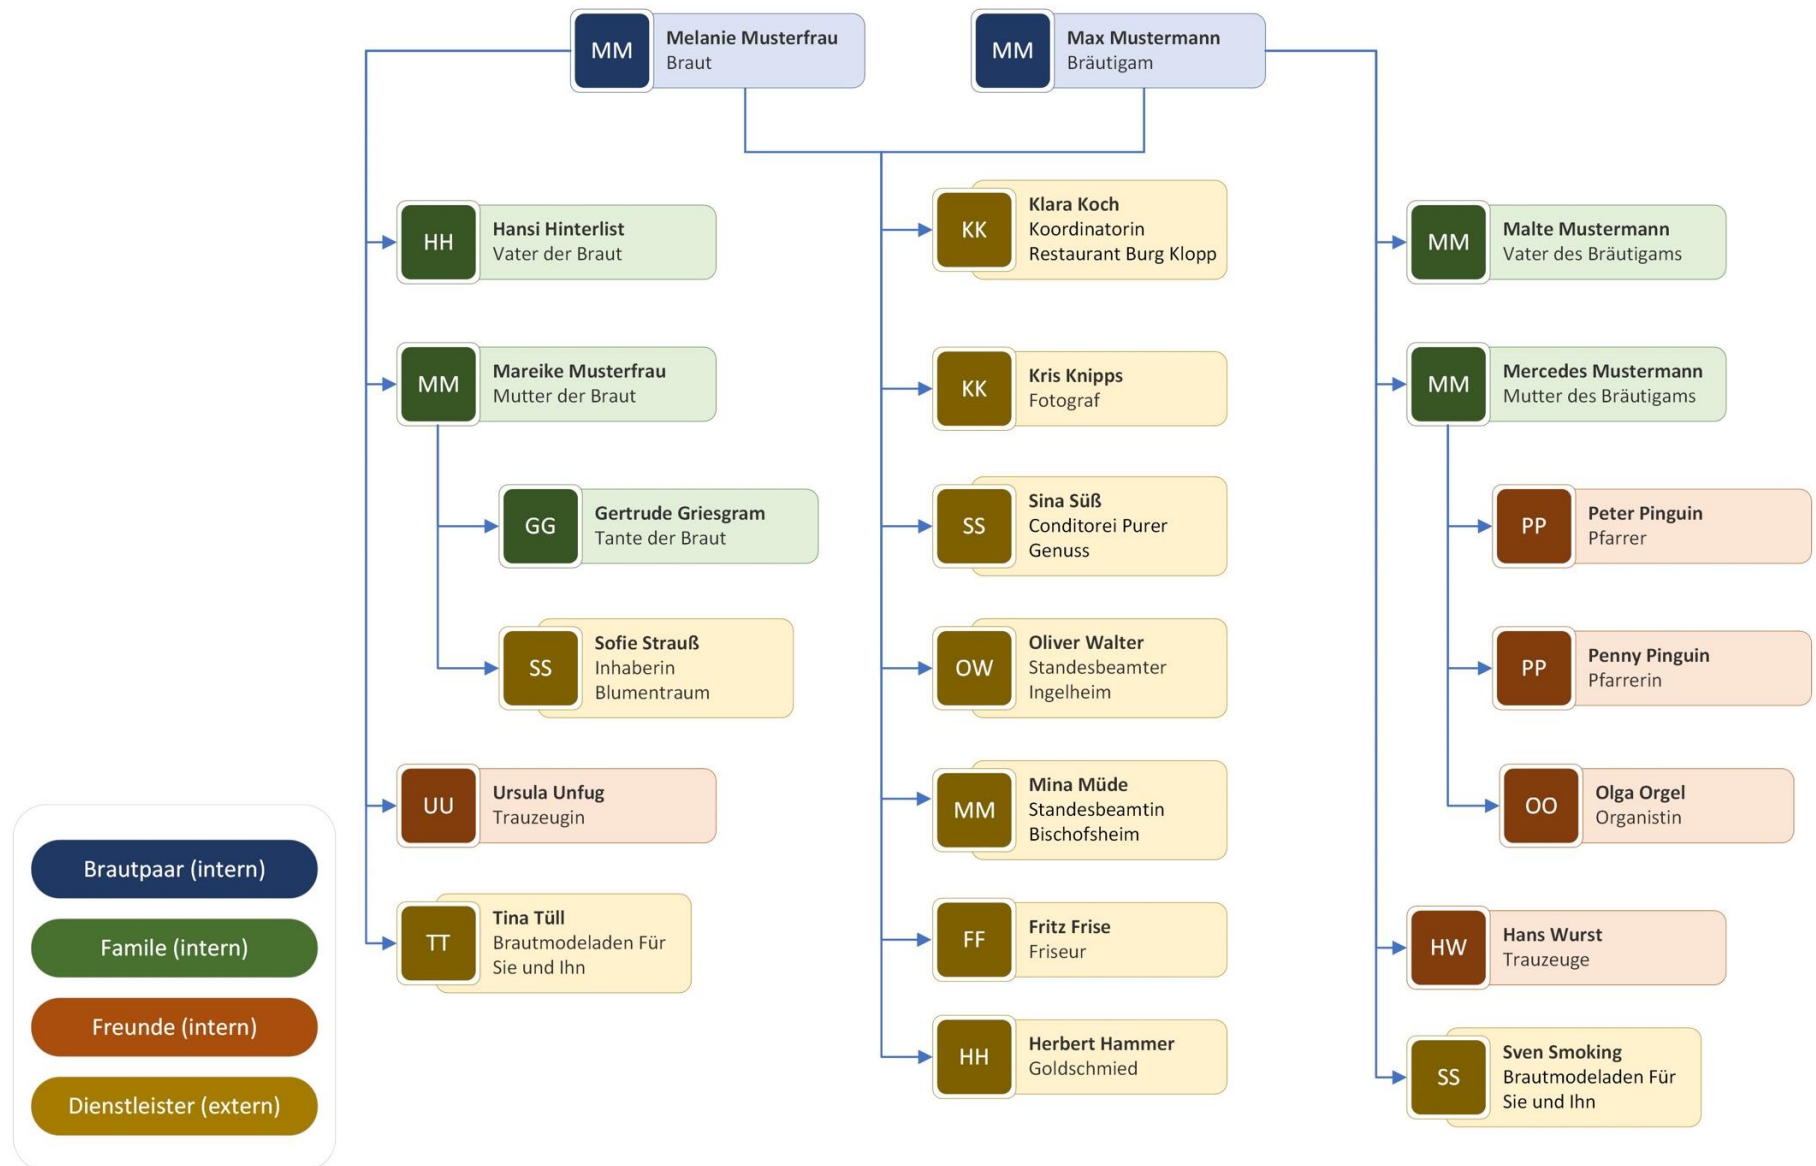 MM
Melanie Musterfrau
Braut
MM
Max Mustermann
Bräutigam
HH
Hansi Hinterlist
Vater der Braut
MM
Mareike Musterfrau
Mutter der Braut
GG
Gertrude Griesgram
Tante der Braut
SS
Sofie Strauß
Inhaberin
Blumentraum
UU
Ursula Unfug
Trauzeugin
TT
Tina Tüll
Brautmodeladen Für
Sie und Ihn
KK
Klara Koch
Koordinatorin
Restaurant Burg Klopp
KK
Kris Knipps
Fotograf
SS
Sina Süß
Conditorei Purer
Genuss
OW
Oliver Walter
Standesbeamter
Ingelheim
MM
Mina Müde
Standesbeamtin
Bischofsheim
FF
Fritz Frise
Friseur
HH
Herbert Hammer
Goldschmied
MM
Malte Mustermann
Vater des Bräutigams
MM
Mercedes Mustermann
Mutter des Bräutigams
PP
Peter Pinguin
Pfarrer
PP
Penny Pinguin
Pfarrerin
OO
Olga Orgel
Organistin
HW
Hans Wurst
Trauzeuge
SS
Sven Smoking
Brautmodeladen Für
Sie und Ihn
Brautpaar (intern)
Famile (intern)
Freunde (intern)
Dienstleister (extern)